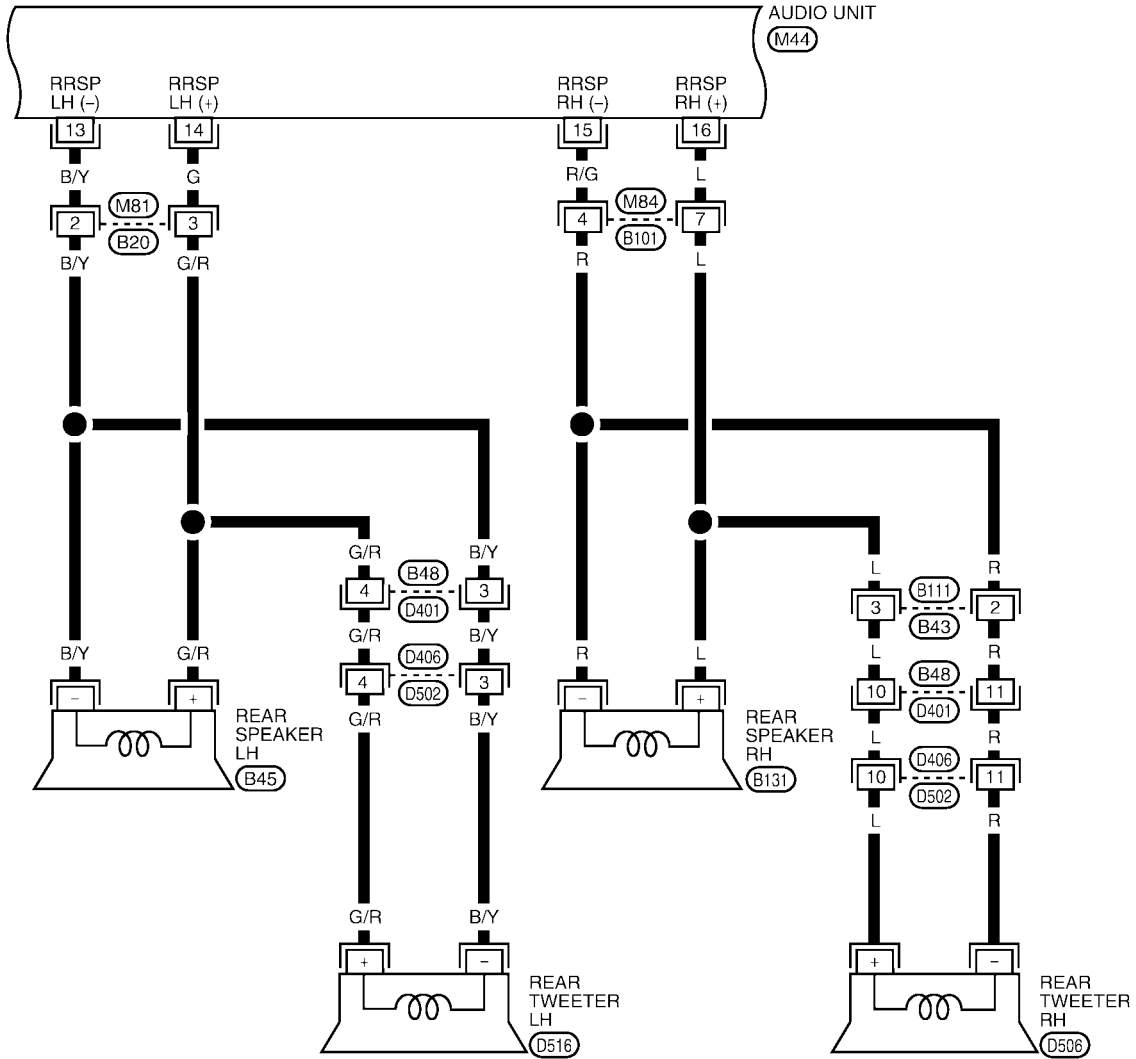 AUDIO UNIT
M44
RRSP LH (–)
RRSP LH (+)
RRSP RH (–)
RRSP RH (+)
13 14 15 16
B/Y G R/G L
2 M81 3 4 M84 7
B20 B101
B/Y G/R R L
G/R B/Y L R
4 B48 3 3 B111 2
D401 B43
G/R B/Y L R
4 D406 3 10 B48 11
D502 D401
B/Y G/R R L
G/R B/Y L R
– + – +
REAR SPEAKER LH
B45
REAR SPEAKER RH
B131
10 D406 11
D502
L R
G/R B/Y
+ – + –
REAR TWEETER LH
D516
REAR TWEETER RH
D506